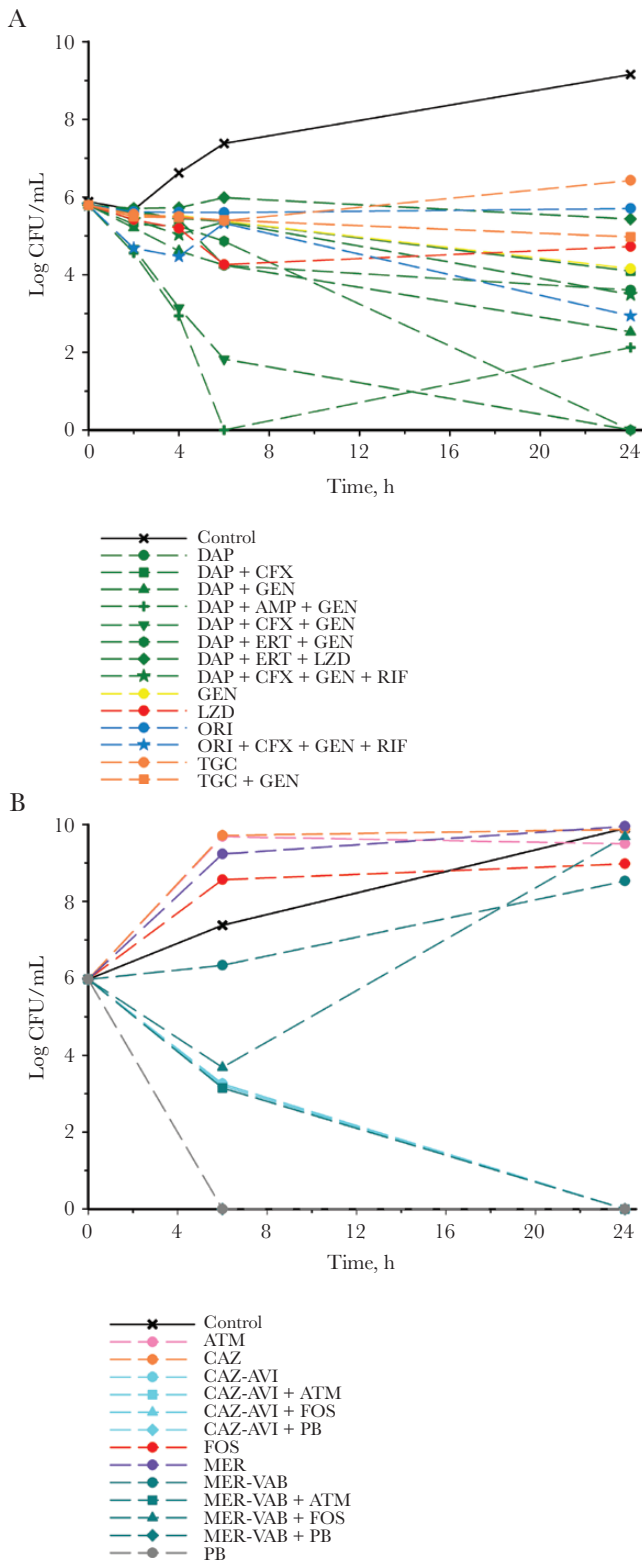 A
10
8
6
4
2
0
Log CFU/mL
0 4 8 12 16 20 24
Time, h
Control
DAP
DAP + CFX
DAP + GEN
DAP + AMP + GEN
DAP + CFX + GEN
DAP + ERT + GEN
DAP + ERT + LZD
DAP + CFX + GEN + RIF
GEN
LZD
ORI
ORI + CFX + GEN + RIF
TGC
TGC + GEN
B
10
8
6
4
2
0
Log CFU/mL
0 4 8 12 16 20 24
Time, h
Control
ATM
CAZ
CAZ-AVI
CAZ-AVI + ATM
CAZ-AVI + FOS
CAZ-AVI + PB
FOS
MER
MER-VAB
MER-VAB + ATM
MER-VAB + FOS
MER-VAB + PB
PB